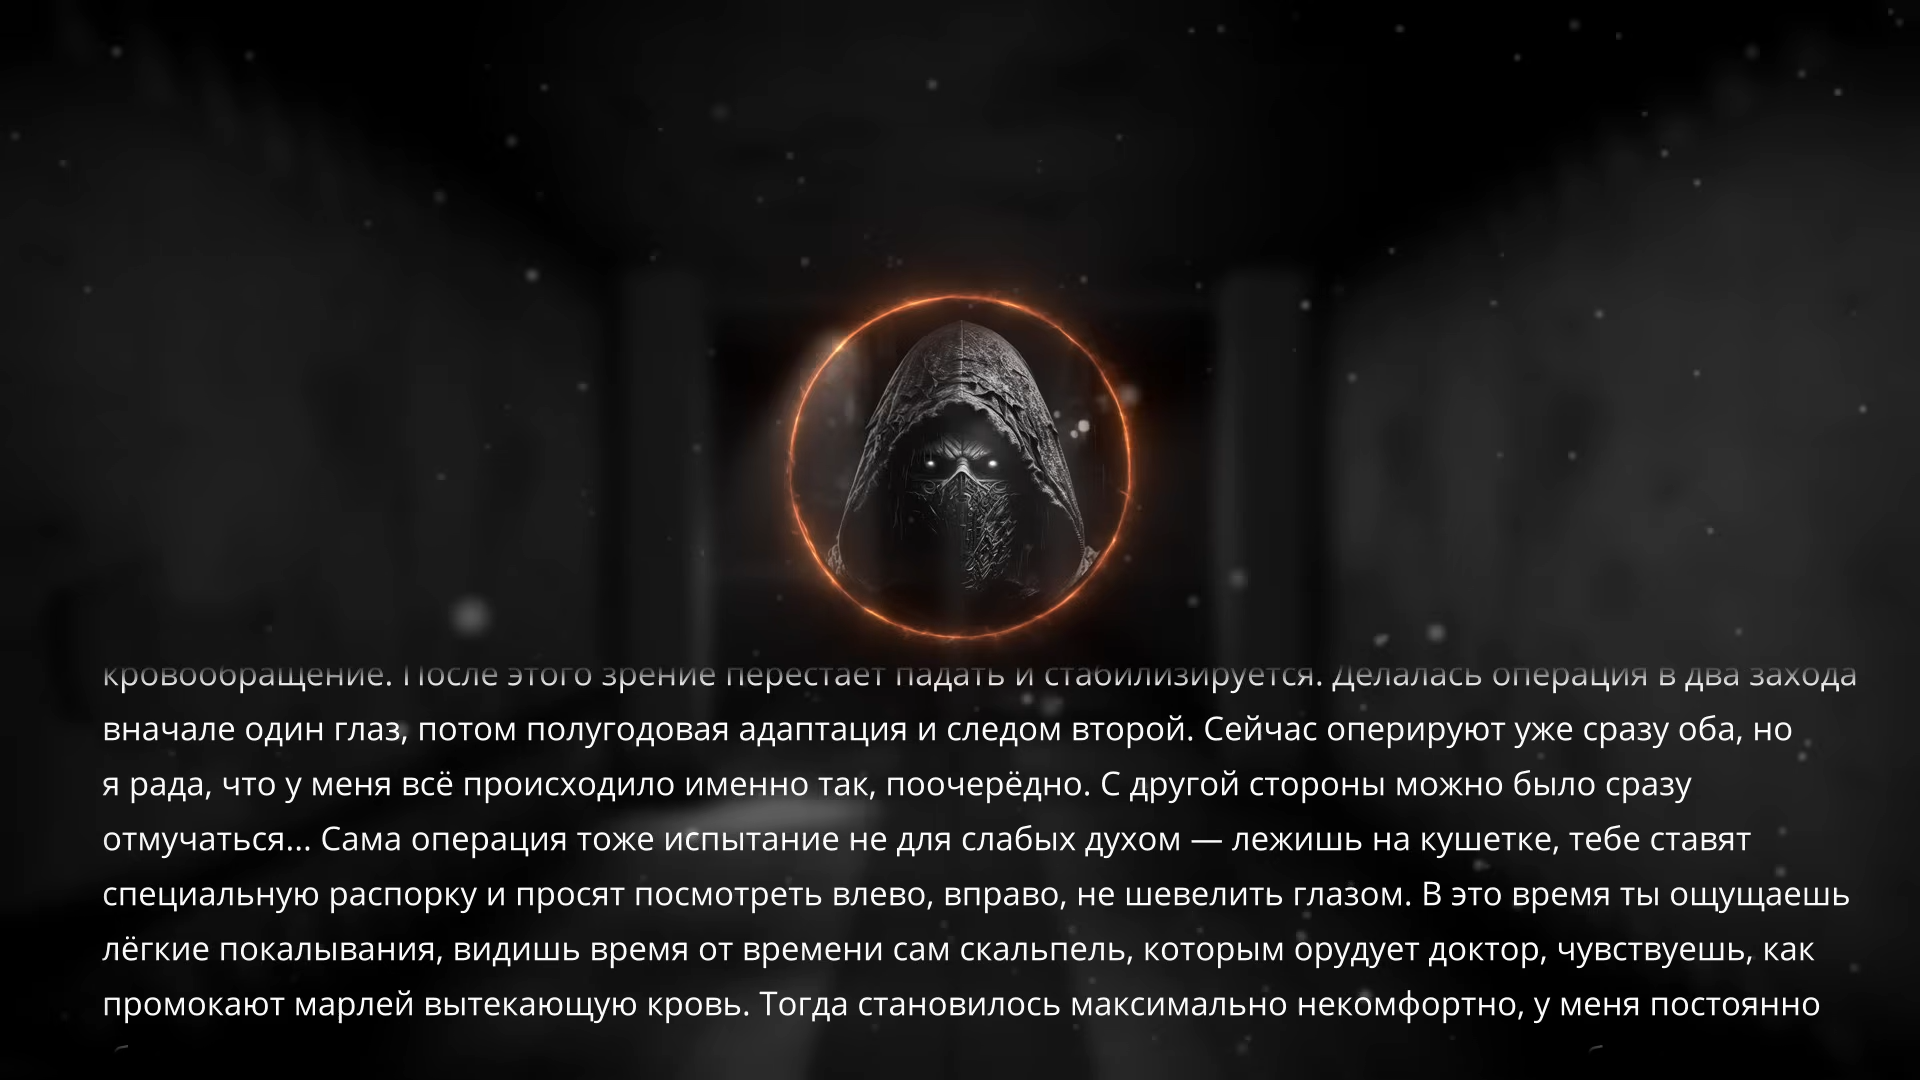 кровообращение. После этого зрение перестает падать и стабилизируется. Делалась операция в два захода
вначале один глаз, потом полугодовая адаптация и следом второй. Сейчас оперируют уже сразу оба, но
я рада, что у меня всё происходило именно так, поочерёдно. С другой стороны можно было сразу
отмучаться... Сама операция тоже испытание не для слабых духом — лежишь на кушетке, тебе ставят
специальную распорку и просят посмотреть влево, вправо, не шевелить глазом. В это время ты ощущаешь
лёгкие покалывания, видишь время от времени сам скальпель, которым орудует доктор, чувствуешь, как
промокают марлей вытекающую кровь. Тогда становилось максимально некомфортно, у меня постоянно